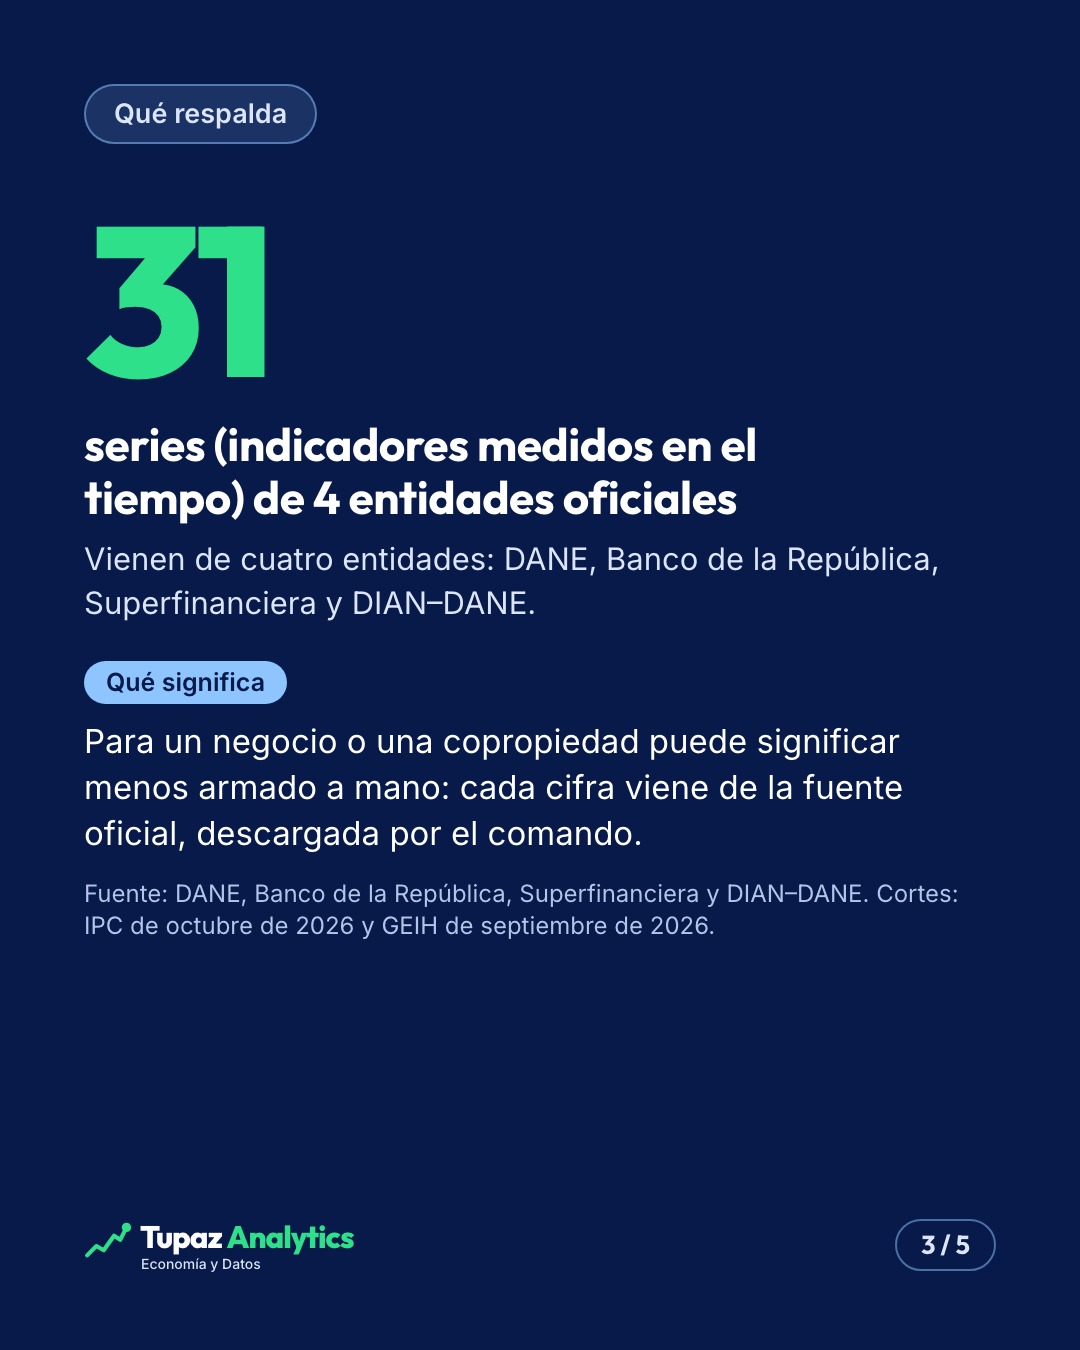 Qué respalda
31
series (indicadores medidos en el
tiempo) de 4 entidades oficiales
Vienen de cuatro entidades: DANE, Banco de la República,
Superfinanciera y DIAN–DANE.
Qué significa
Para un negocio o una copropiedad puede significar
menos armado a mano: cada cifra viene de la fuente
oficial, descargada por el comando.
Fuente: DANE, Banco de la República, Superfinanciera y DIAN–DANE. Cortes:
IPC de octubre de 2026 y GEIH de septiembre de 2026.
Tupaz Analytics
Economía y Datos
3 / 5